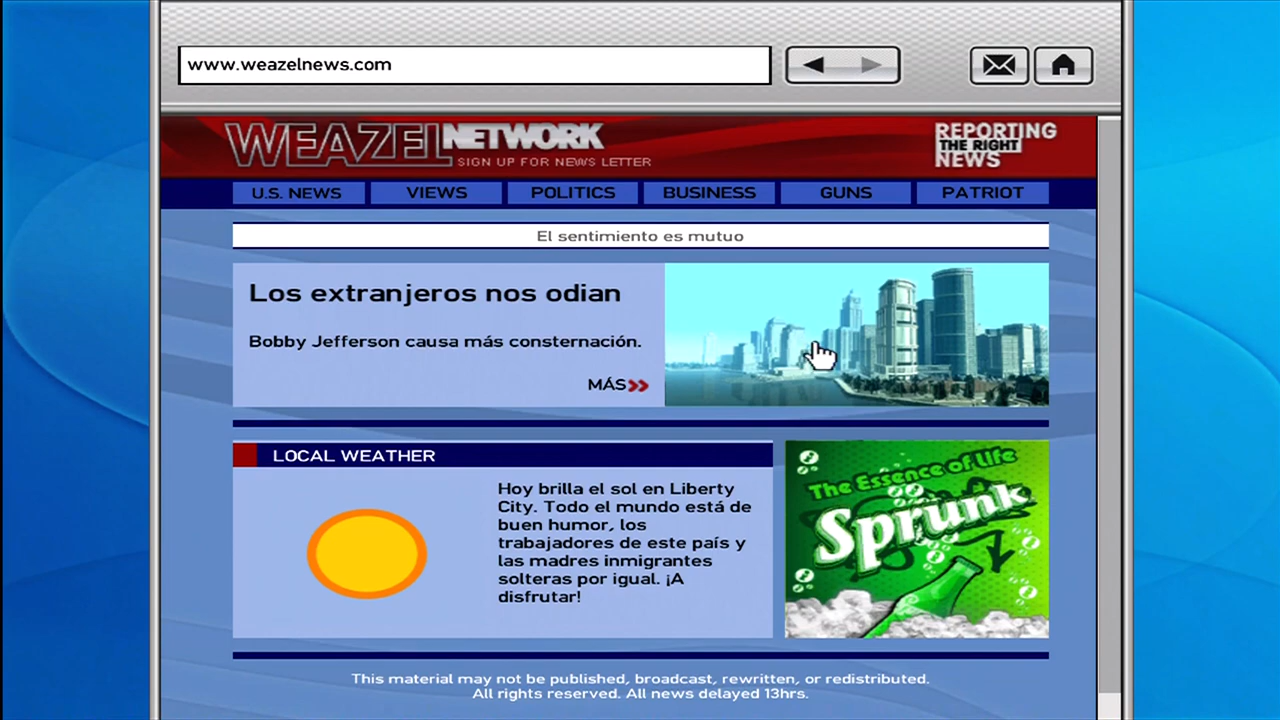 www.weazelnews.com
WEAZEL NETWORK
SIGN UP FOR NEWS LETTER
REPORTING
THE RIGHT
NEWS
U.S. NEWS VIEWS POLITICS BUSINESS GUNS PATRIOT
El sentimiento es mutuo
Los extranjeros nos odian
Bobby Jefferson causa más consternación.
MÁS
LOCAL WEATHER
Hoy brilla el sol en Liberty
City. Todo el mundo está de
buen humor, los
trabajadores de este país y
las madres inmigrantes
solteras por igual. ¡A
disfrutar!
The Essence of Life
Sprunk
This material may not be published, broadcast, rewritten, or redistributed.
All rights reserved. All news delayed 13hrs.